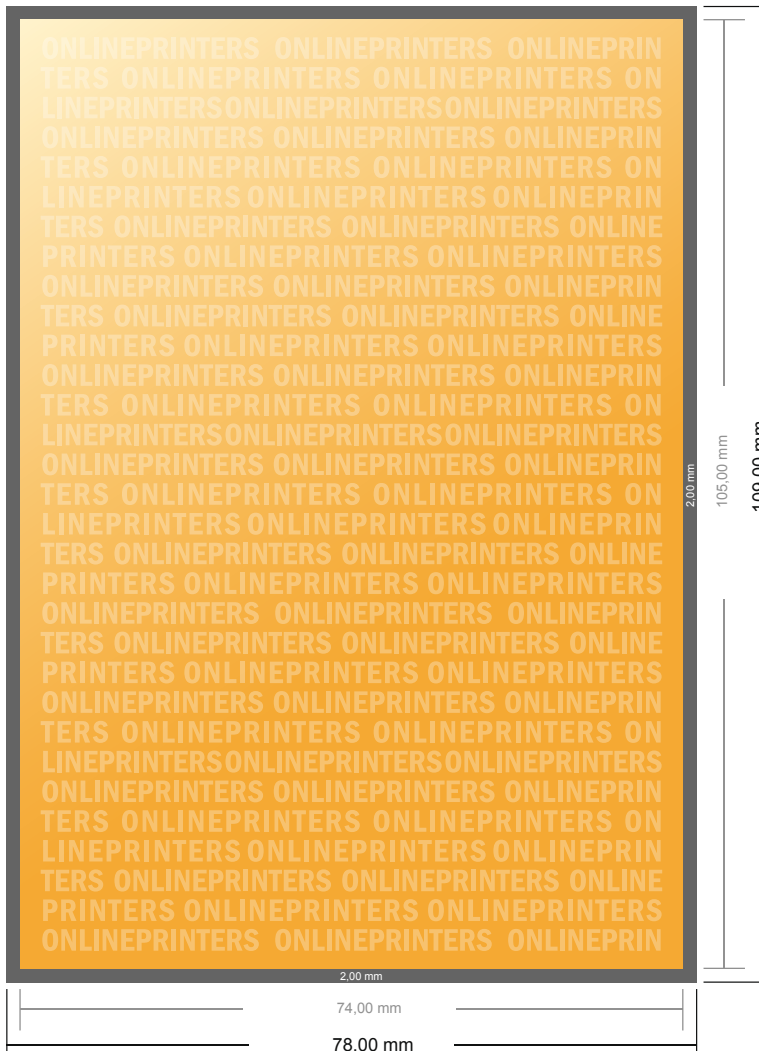 ONLINEPRINTERS ONLINEPRINTERS ONLINEPRIN
TERS ONLINEPRINTERS ONLINEPRINTERS ON
LINEPRINTERSONLINEPRINTERSONLINEPRINTERS
ONLINEPRINTERS ONLINEPRINTERS ONLINEPRIN
TERS ONLINEPRINTERS ONLINEPRINTERS ON
LINEPRINTERS ONLINEPRINTERS ONLINEPRIN
TERS ONLINEPRINTERS ONLINEPRINTERS ONLINE
PRINTERS ONLINEPRINTERS ONLINEPRINTERS
ONLINEPRINTERS ONLINEPRINTERS ONLINEPRIN
TERS ONLINEPRINTERS ONLINEPRINTERS ONLINE
PRINTERS ONLINEPRINTERS ONLINEPRINTERS
ONLINEPRINTERS ONLINEPRINTERS ONLINEPRIN
TERS ONLINEPRINTERS ONLINEPRINTERS ON
LINEPRINTERSONLINEPRINTERSONLINEPRINTERS
ONLINEPRINTERS ONLINEPRINTERS ONLINEPRIN
TERS ONLINEPRINTERS ONLINEPRINTERS ON
LINEPRINTERS ONLINEPRINTERS ONLINEPRIN
TERS ONLINEPRINTERS ONLINEPRINTERS ONLINE
PRINTERS ONLINEPRINTERS ONLINEPRINTERS
ONLINEPRINTERS ONLINEPRINTERS ONLINEPRIN
TERS ONLINEPRINTERS ONLINEPRINTERS ONLINE
PRINTERS ONLINEPRINTERS ONLINEPRINTERS
ONLINEPRINTERS ONLINEPRINTERS ONLINEPRIN
TERS ONLINEPRINTERS ONLINEPRINTERS ON
LINEPRINTERSONLINEPRINTERSONLINEPRINTERS
ONLINEPRINTERS ONLINEPRINTERS ONLINEPRIN
TERS ONLINEPRINTERS ONLINEPRINTERS ON
LINEPRINTERS ONLINEPRINTERS ONLINEPRIN
TERS ONLINEPRINTERS ONLINEPRINTERS ONLINE
PRINTERS ONLINEPRINTERS ONLINEPRINTERS
ONLINEPRINTERS ONLINEPRINTERS ONLINEPRIN
2,00 mm
105,00 mm
109,00 mm
2,00 mm
74,00 mm
78,00 mm